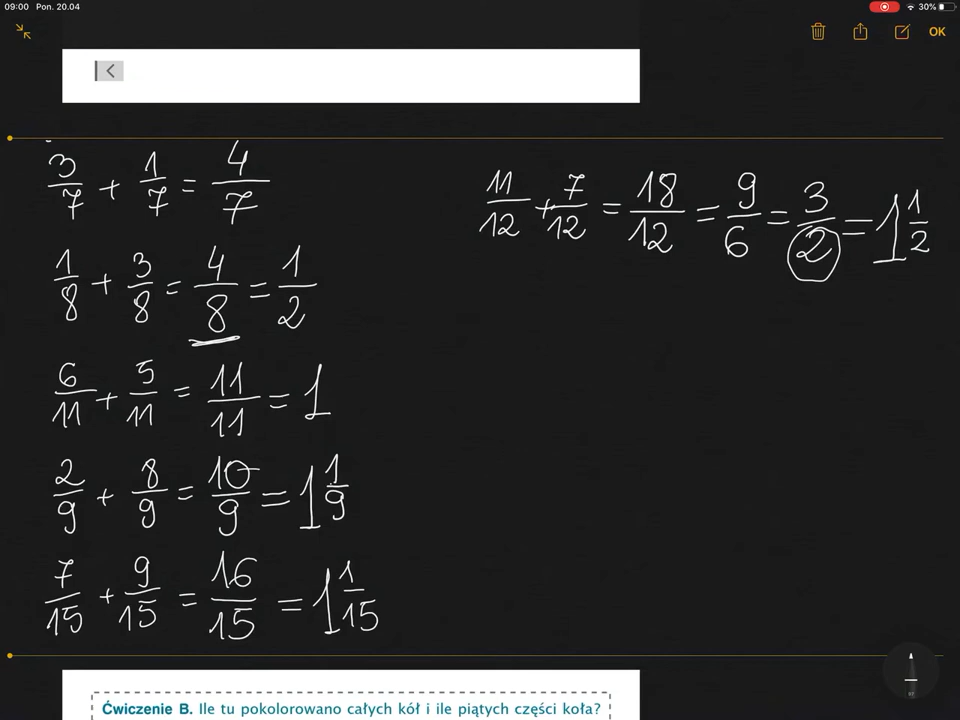 09:00 Pon. 20.04
30%
OK
3/7 + 1/7 = 4/7
1/8 + 3/8 = 4/8 = 1/2
6/11 + 5/11 = 11/11 = 1
2/9 + 8/9 = 10/9 = 1 1/9
7/15 + 9/15 = 16/15 = 1 1/15
11/12 + 7/12 = 18/12 = 9/6 = 3/2 = 1 1/2
Ćwiczenie B. Ile tu pokolorowano całych kół i ile piątych części koła?